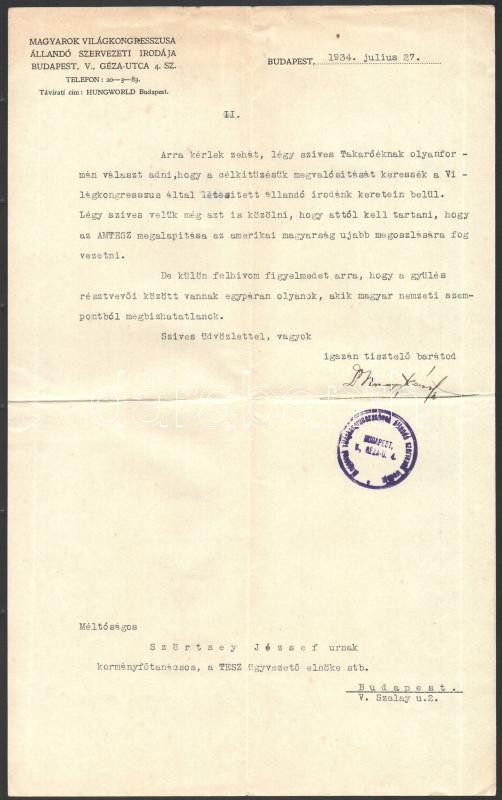 MAGYAROK VILÁGKONGRESSZUSA
ÁLLANDÓ SZERVEZETI IRODÁJA
BUDAPEST, V., GÉZA-UTCA 4. SZ.
TELEFON: 20—3—83.
Távirati cim: HUNGWORLD Budapest.
BUDAPEST, 1934. julius 27.
II.
Arra kérlek zehát, légy szives Takaróéknak olyanfor-
mán választ adni,hogy a célkitüzésük megvalósitását keressék a Vi-
lágkongresszus által létesitett állandó irodánk keretein belül.
Légy szives velük még azt is közölni, hogy attól kell tartani, hogy
az AMTESZ megalapitása az amerikai magyarság ujabb megoszlására fog
vezetni.
De külön felhivom figyelmedet arra, hogy a gyülés
résztvevői között vannak egypáran olyanok, akik magyar nemzeti szem-
pontból megbizhatatlanok.
Szives üdvözlettel, vagyok
igazán tisztelő barátod
BUDAPEST,
V, GÉZA-U. 4.
Méltóságos
Szörtsey József urnak
kormányfőtanácsos, a TESZ ügyvezető elnöke stb.
Budapest.
V. Szalay u.2.